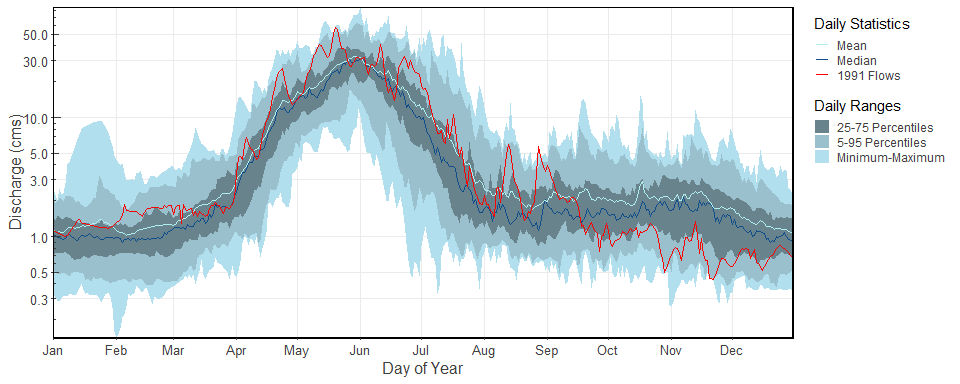 50.0
30.0
10.0
5.0
3.0
1.0
0.5
0.3
Discharge (cms)
Jan Feb Mar Apr May Jun Jul Aug Sep Oct Nov Dec
Day of Year
Daily Statistics
Mean
Median
1991 Flows
Daily Ranges
25-75 Percentiles
5-95 Percentiles
Minimum-Maximum